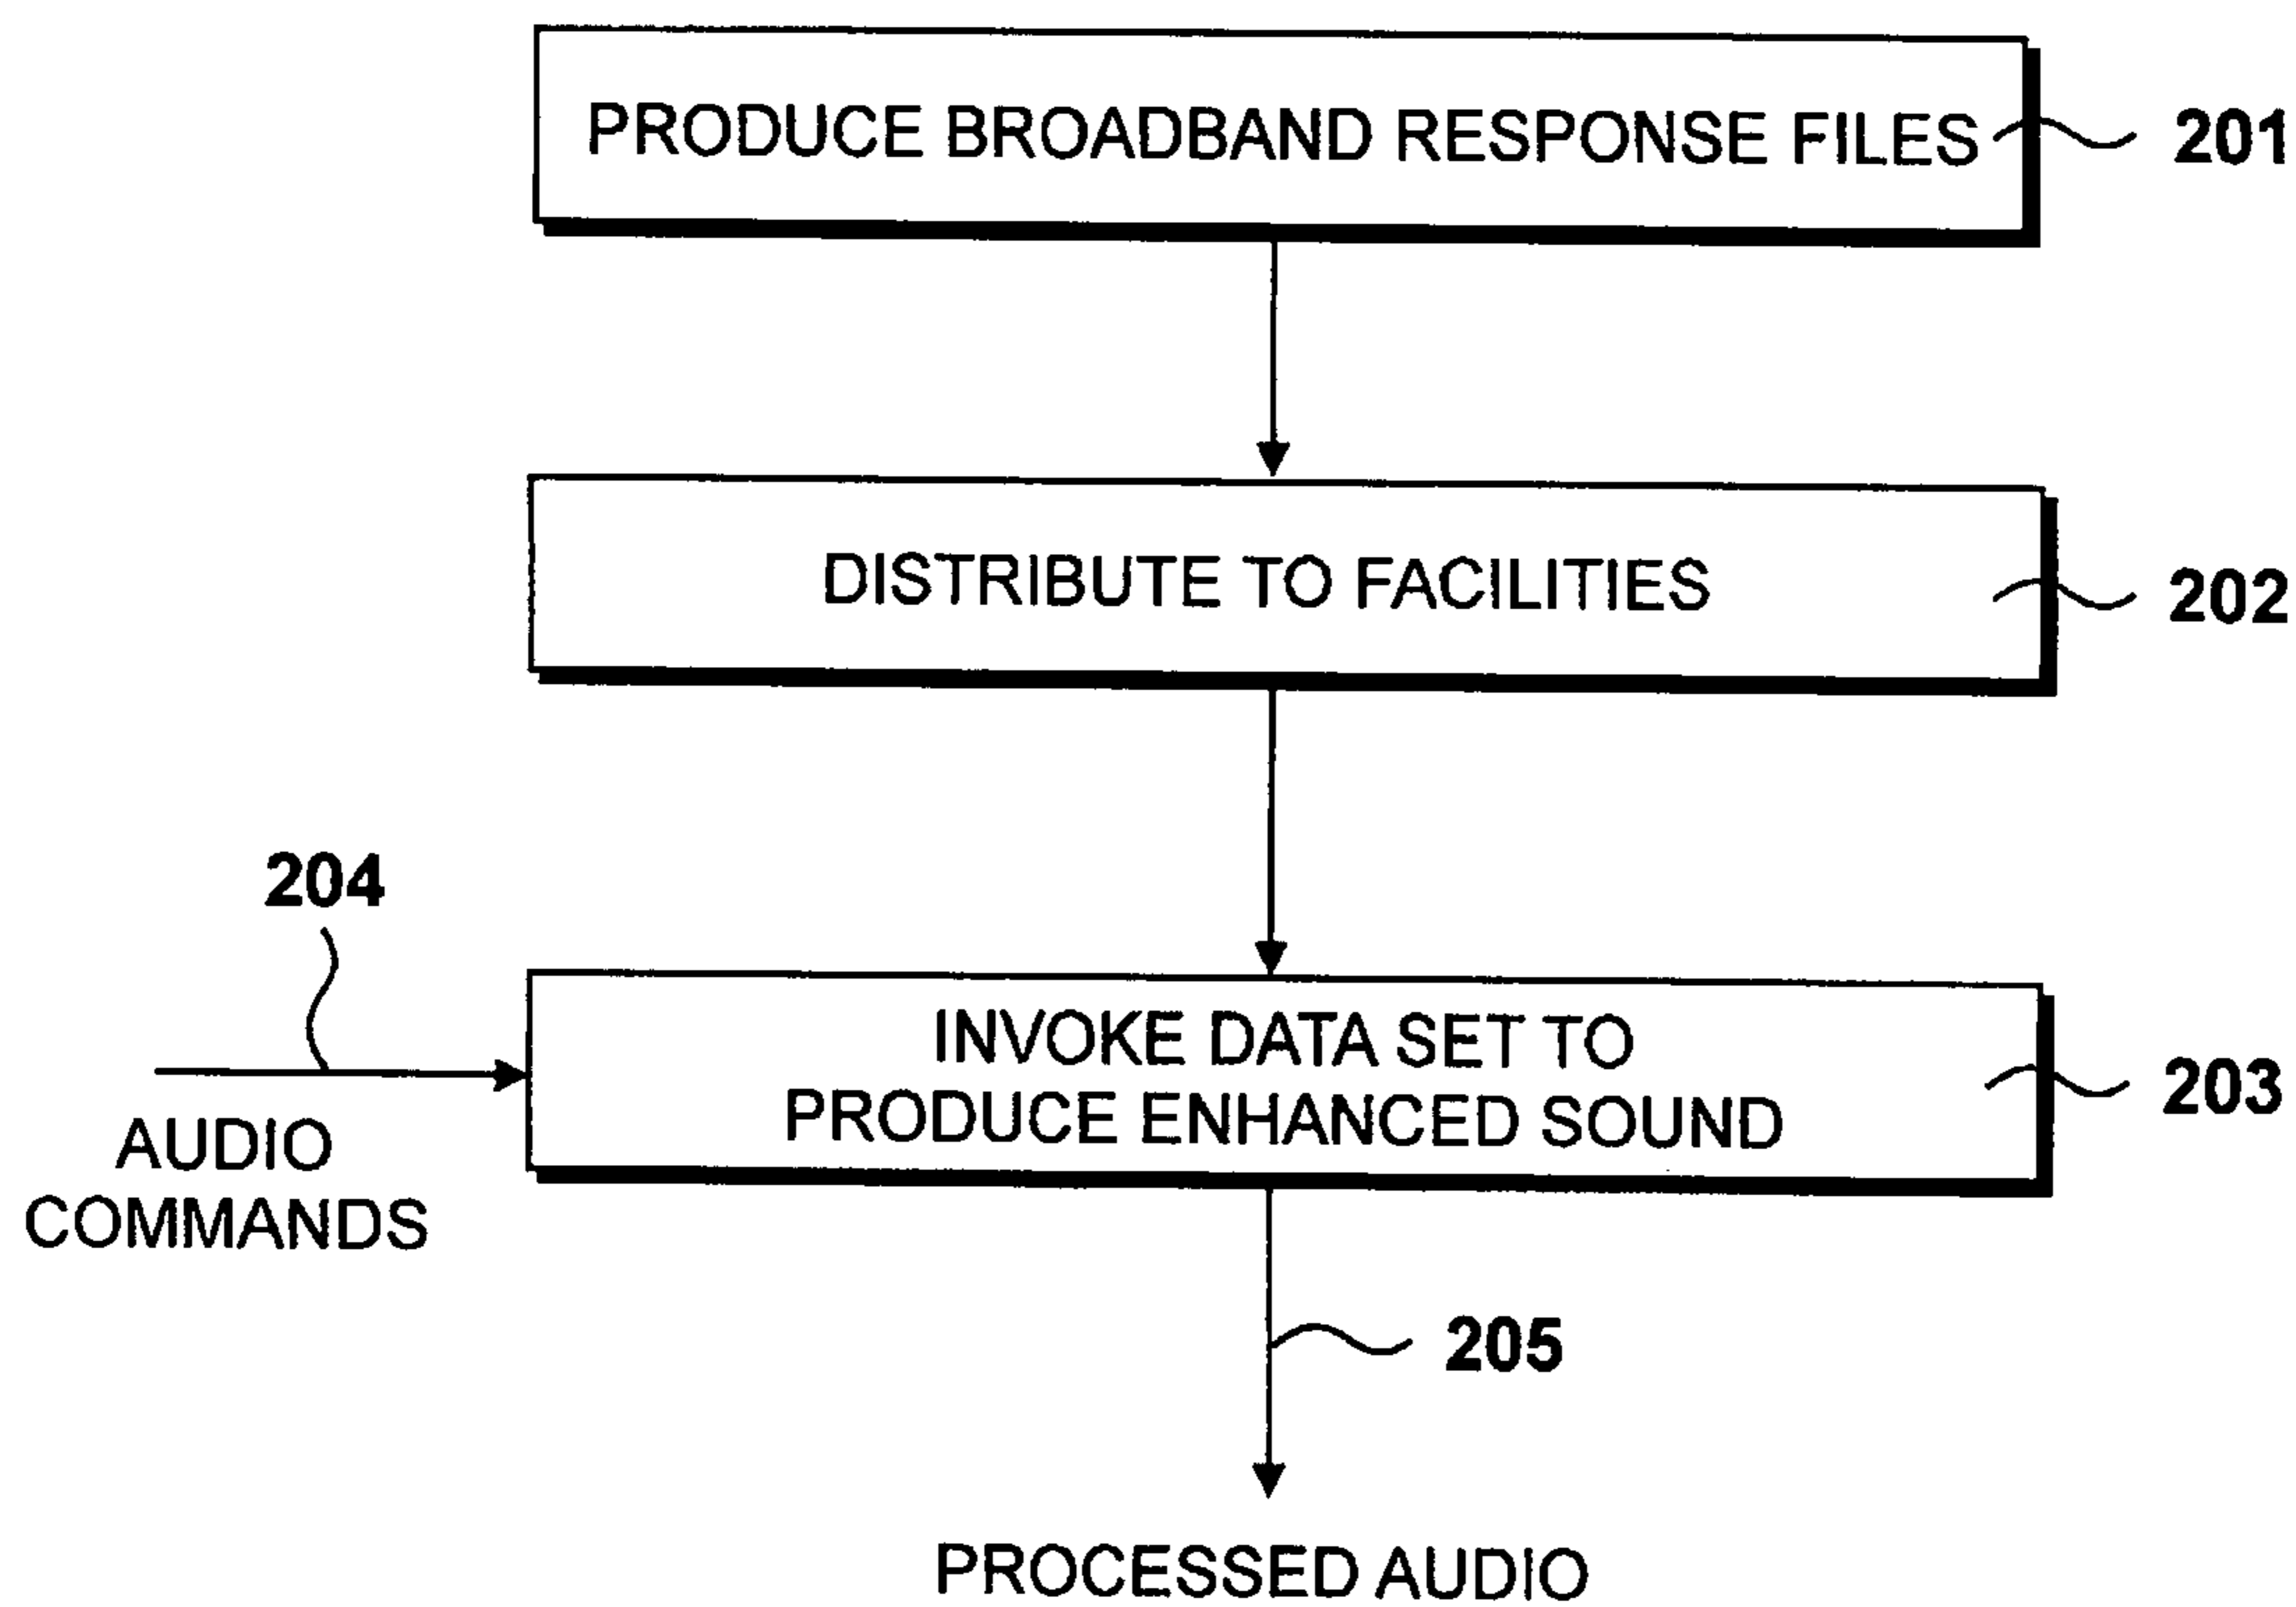 PRODUCE BROADBAND RESPONSE FILES
201
DISTRIBUTE TO FACILITIES
202
204
INVOKE DATA SET TO
PRODUCE ENHANCED SOUND
203
AUDIO
COMMANDS
205
PROCESSED AUDIO